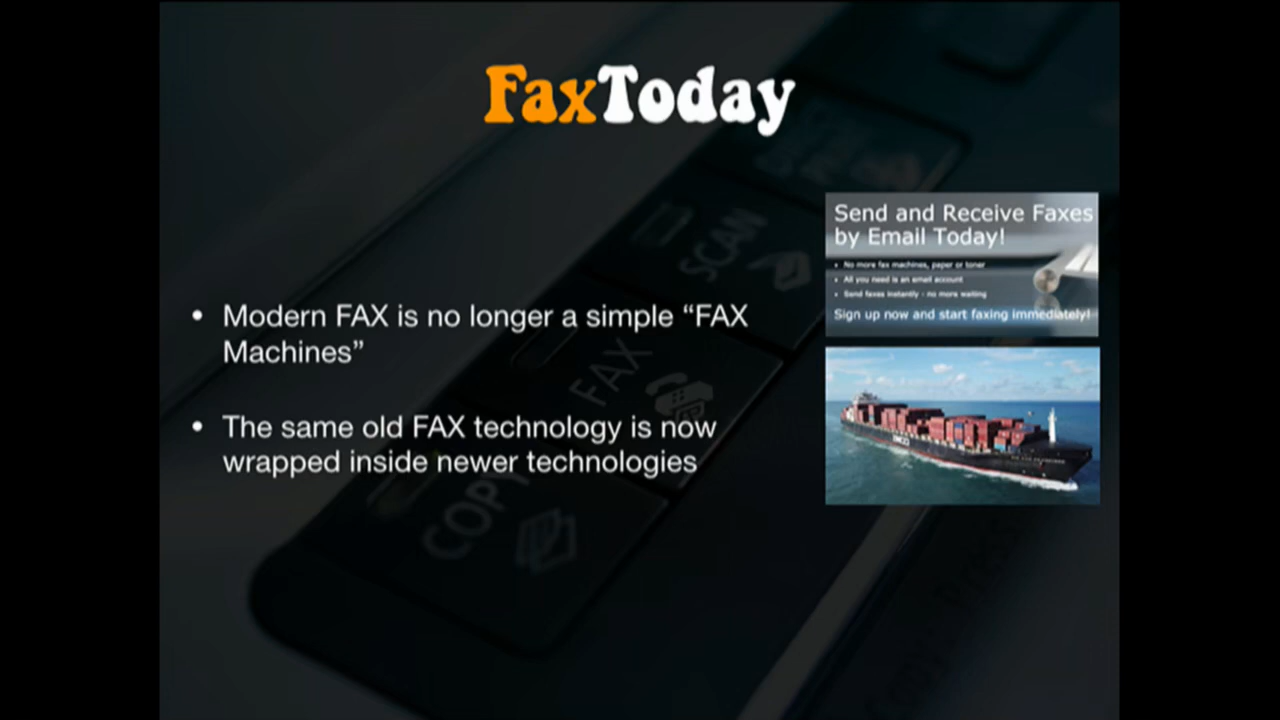 FaxToday
Send and Receive Faxes
by Email Today!
• No more fax machines, paper or toner
• All you need is an email account
• Send faxes instantly - no more waiting
Sign up now and start faxing immediately!
• Modern FAX is no longer a simple “FAX
Machines”
• The same old FAX technology is now
wrapped inside newer technologies
SCAN
FAX
COPY